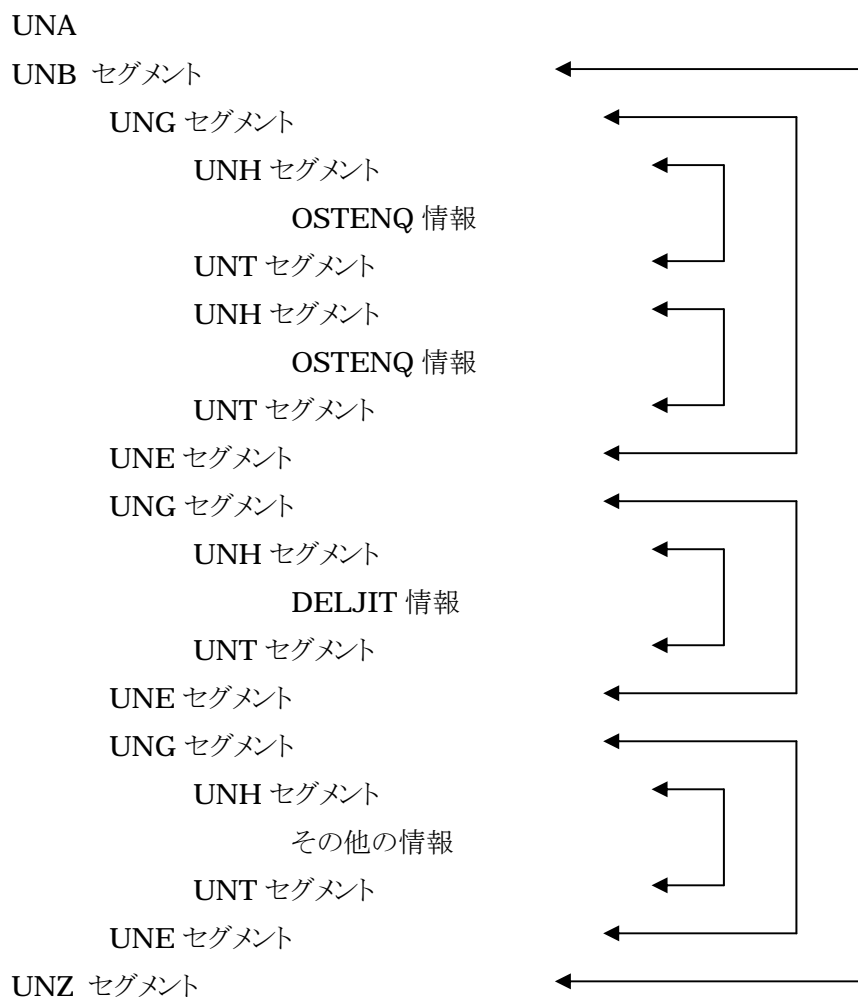 UNA
UNB セグメント
UNG セグメント
UNH セグメント
OSTENQ 情報
UNT セグメント
UNH セグメント
OSTENQ 情報
UNT セグメント
UNE セグメント
UNG セグメント
UNH セグメント
DELJIT 情報
UNT セグメント
UNE セグメント
UNG セグメント
UNH セグメント
その他の情報
UNT セグメント
UNE セグメント
UNZ セグメント